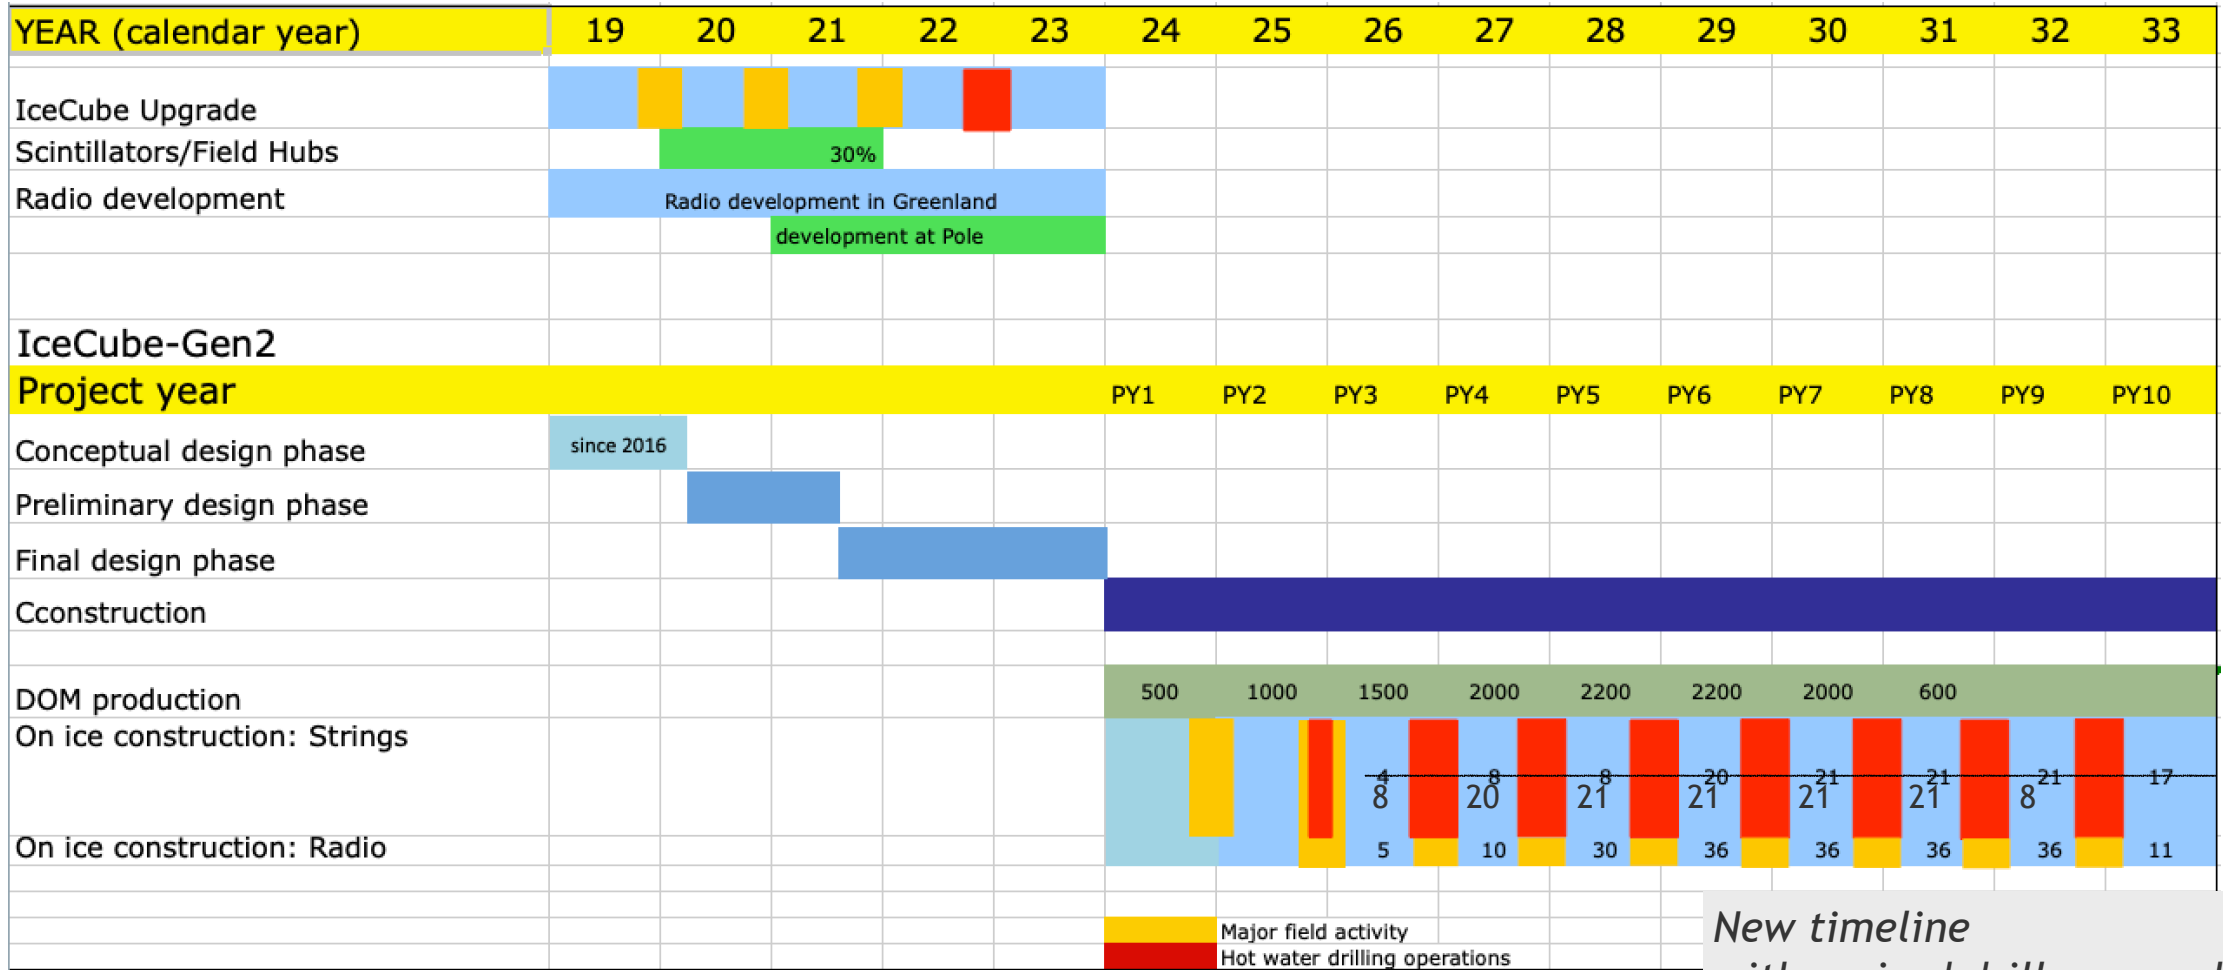 YEAR (calendar year) 19 20 21 22 23 24 25 26 27 28 29 30 31 32 33
IceCube Upgrade
Scintillators/Field Hubs 30%
Radio development Radio development in Greenland
development at Pole
IceCube-Gen2
Project year PY1 PY2 PY3 PY4 PY5 PY6 PY7 PY8 PY9 PY10
Conceptual design phase since 2016
Preliminary design phase
Final design phase
Cconstruction
DOM production 500 1000 1500 2000 2200 2200 2000 600
On ice construction: Strings
4 8 8 20 21 21 21 17
8 20 21 21 21 21 8
On ice construction: Radio 5 10 30 36 36 36 36 11
Major field activity
Hot water drilling operations
New timeline